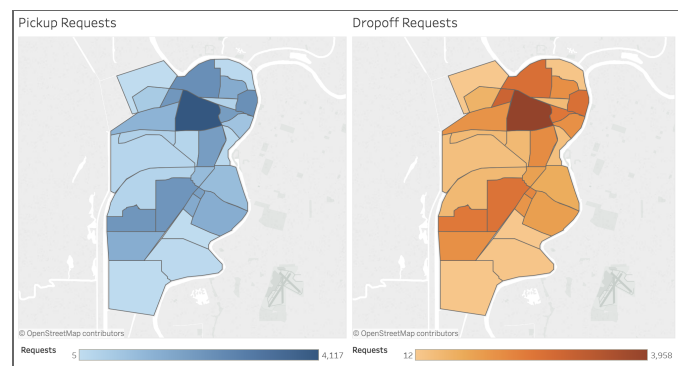 Pickup Requests
Dropoff Requests
© OpenStreetMap contributors
© OpenStreetMap contributors
Requests 5 4,117
Requests 12 3,958